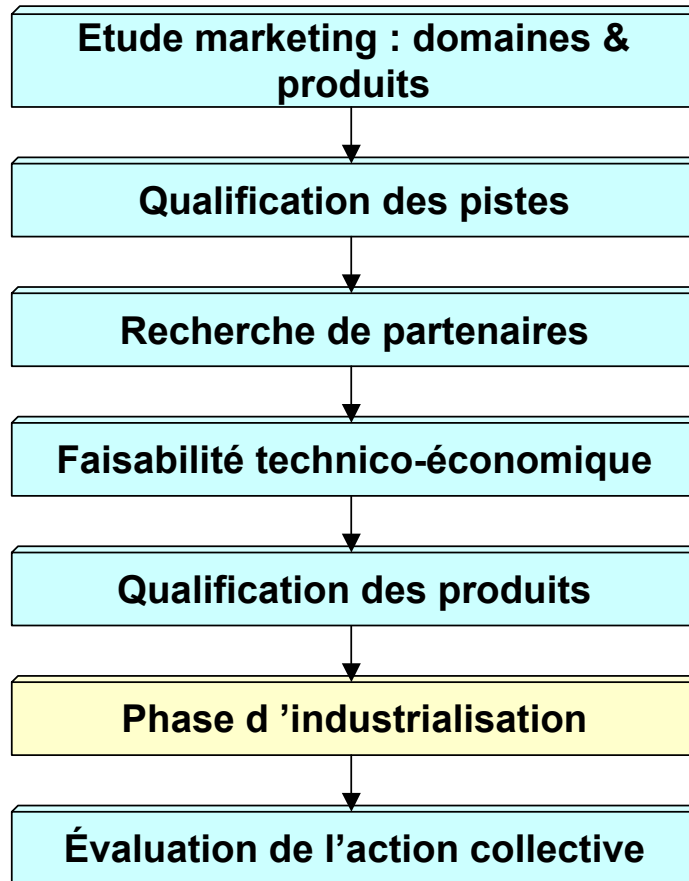 Etude marketing : domaines &
produits
Qualification des pistes
Recherche de partenaires
Faisabilité technico-économique
Qualification des produits
Phase d ’industrialisation
Évaluation de l’action collective